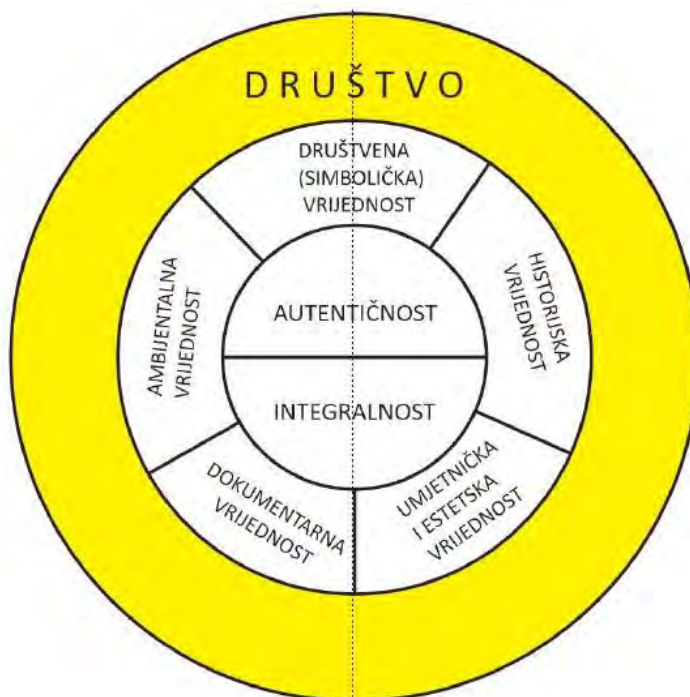 DRUŠTVO
DRUŠTVENA
(SIMBOLIČKA)
VRIJEDNOST
HISTORIJSKA
VRIJEDNOST
AMBIJENTALNA
VRIJEDNOST
AUTENTIČNOST
INTEGRALNOST
DOKUMENTARNA
VRIJEDNOST
UMJETNIČKA
I ESTETSKA
VRIJEDNOST